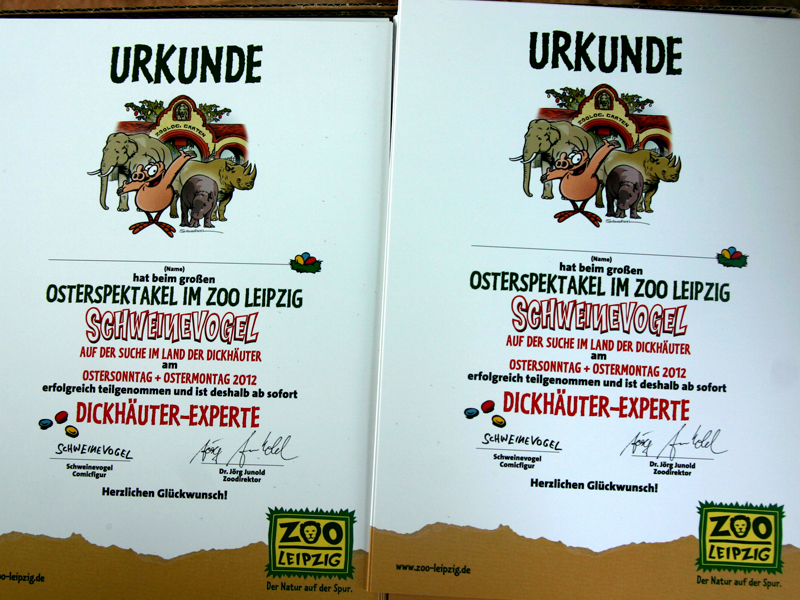 URKUNDE
ZOOLOG. GARTEN
(Name)
hat beim großen
OSTERSPEKTAKEL IM ZOO LEIPZIG
SCHWEINEVOGEL
AUF DER SUCHE IM LAND DER DICKHÄUTER
am
OSTERSONNTAG + OSTERMONTAG 2012
erfolgreich teilgenommen und ist deshalb ab sofort
DICKHÄUTER-EXPERTE
SCHWEINEVOGEL
Schweinevogel
Comicfigur
Dr. Jörg Junold
Zoodirektor
Herzlichen Glückwunsch!
ZOO
LEIPZIG
Der Natur auf der Spur.
zoo-leipzig.de
URKUNDE
ZOOLOG. GARTEN
(Name)
hat beim großen
OSTERSPEKTAKEL IM ZOO LEIPZIG
SCHWEINEVOGEL
AUF DER SUCHE IM LAND DER DICKHÄUTER
am
OSTERSONNTAG + OSTERMONTAG 2012
erfolgreich teilgenommen und ist deshalb ab sofort
DICKHÄUTER-EXPERTE
SCHWEINEVOGEL
Schweinevogel
Comicfigur
Dr. Jörg Junold
Zoodirektor
Herzlichen Glückwunsch!
ZOO
LEIPZIG
www.zoo-leipzig.de
Der Natur auf der Spur.